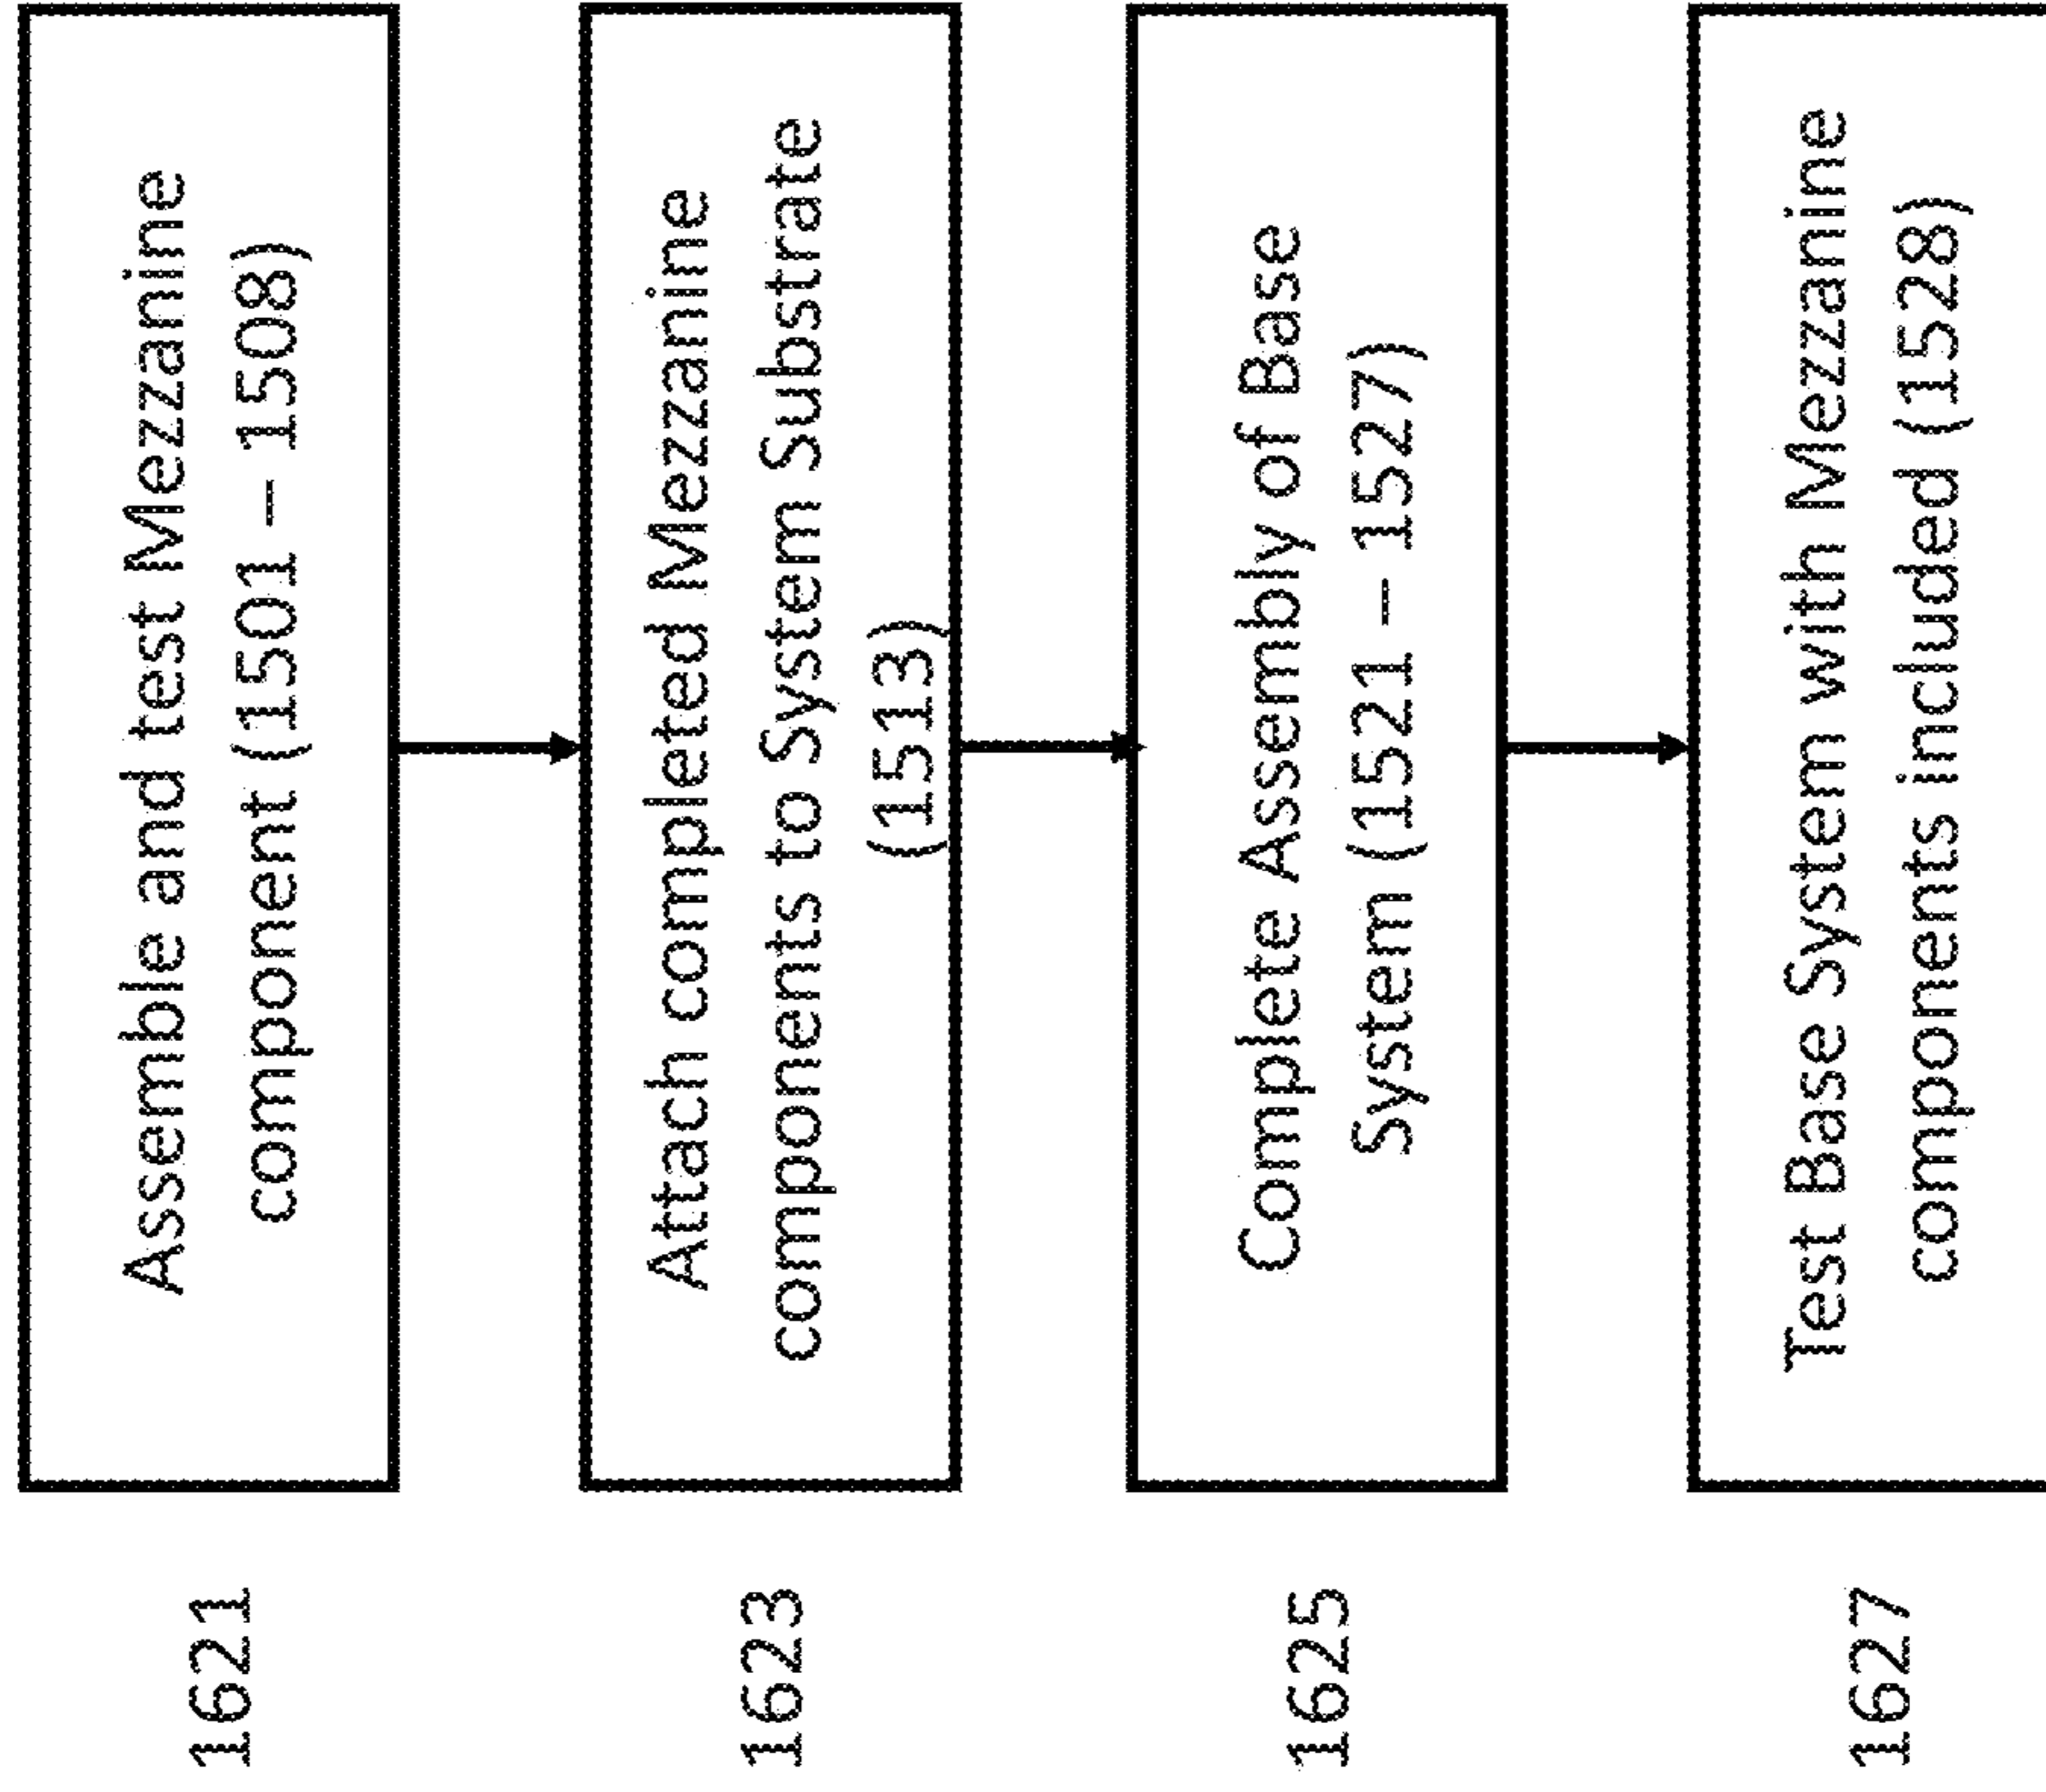 1621
Assemble and test Mezzanine
component (1501 – 1508)
1623
Attach completed Mezzanine
components to System Substrate
(1513)
1625
Complete Assembly of Base
System (1521 – 1527)
1627
Test Base System with Mezzanine
components included (1528)